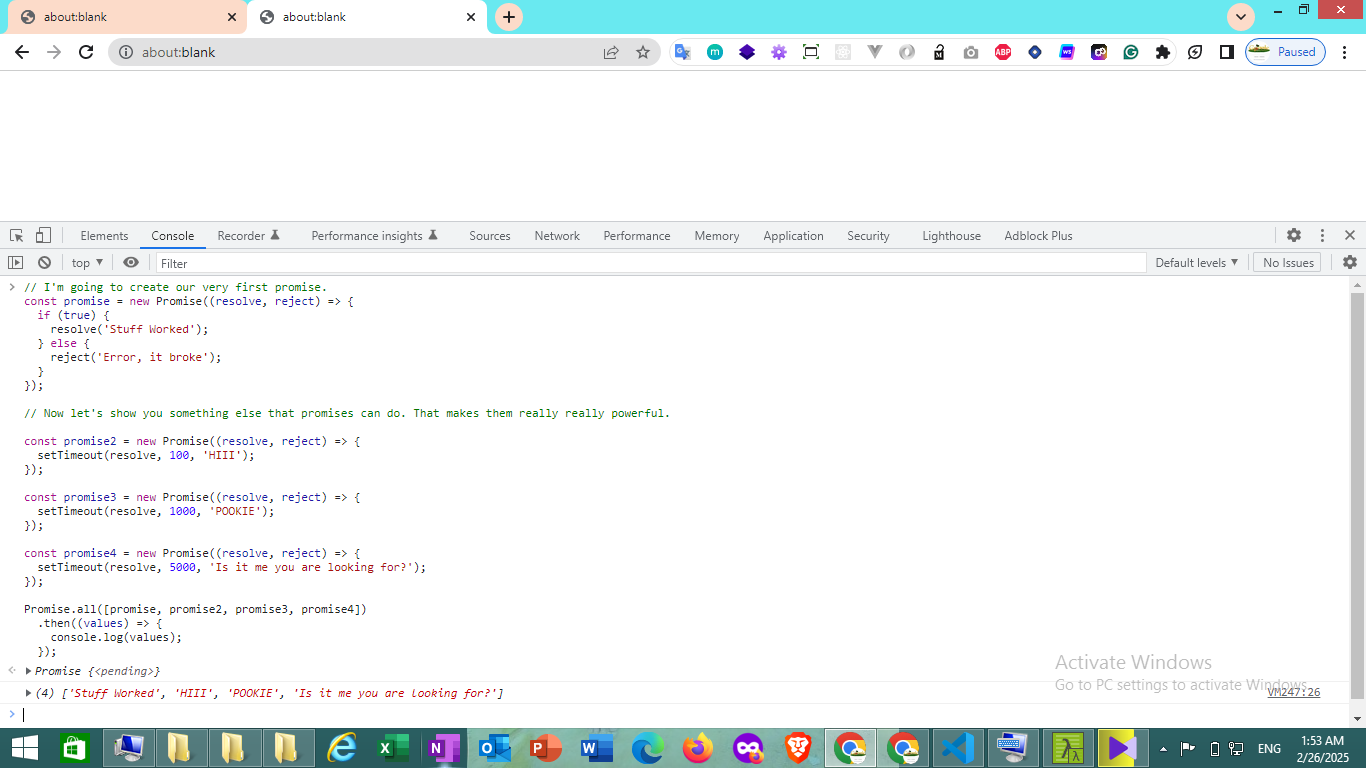 about:blank
about:blank
about:blank
Paused
Elements Console Recorder Performance insights Sources Network Performance Memory Application Security Lighthouse Adblock Plus
top Filter Default levels No Issues
// I'm going to create our very first promise.
const promise = new Promise((resolve, reject) => {
  if (true) {
    resolve('Stuff Worked');
  } else {
    reject('Error, it broke');
  }
});
// Now let's show you something else that promises can do. That makes them really really powerful.
const promise2 = new Promise((resolve, reject) => {
  setTimeout(resolve, 100, 'HIII');
});
const promise3 = new Promise((resolve, reject) => {
  setTimeout(resolve, 1000, 'POOKIE');
});
const promise4 = new Promise((resolve, reject) => {
  setTimeout(resolve, 5000, 'Is it me you are looking for?');
});
Promise.all([promise, promise2, promise3, promise4])
  .then((values) => {
    console.log(values);
  });
Promise {<pending>}
(4) ['Stuff Worked', 'HIII', 'POOKIE', 'Is it me you are looking for?']
VM247:26
Activate Windows
Go to PC settings to activate Windows.
ENG
1:53 AM
2/26/2025